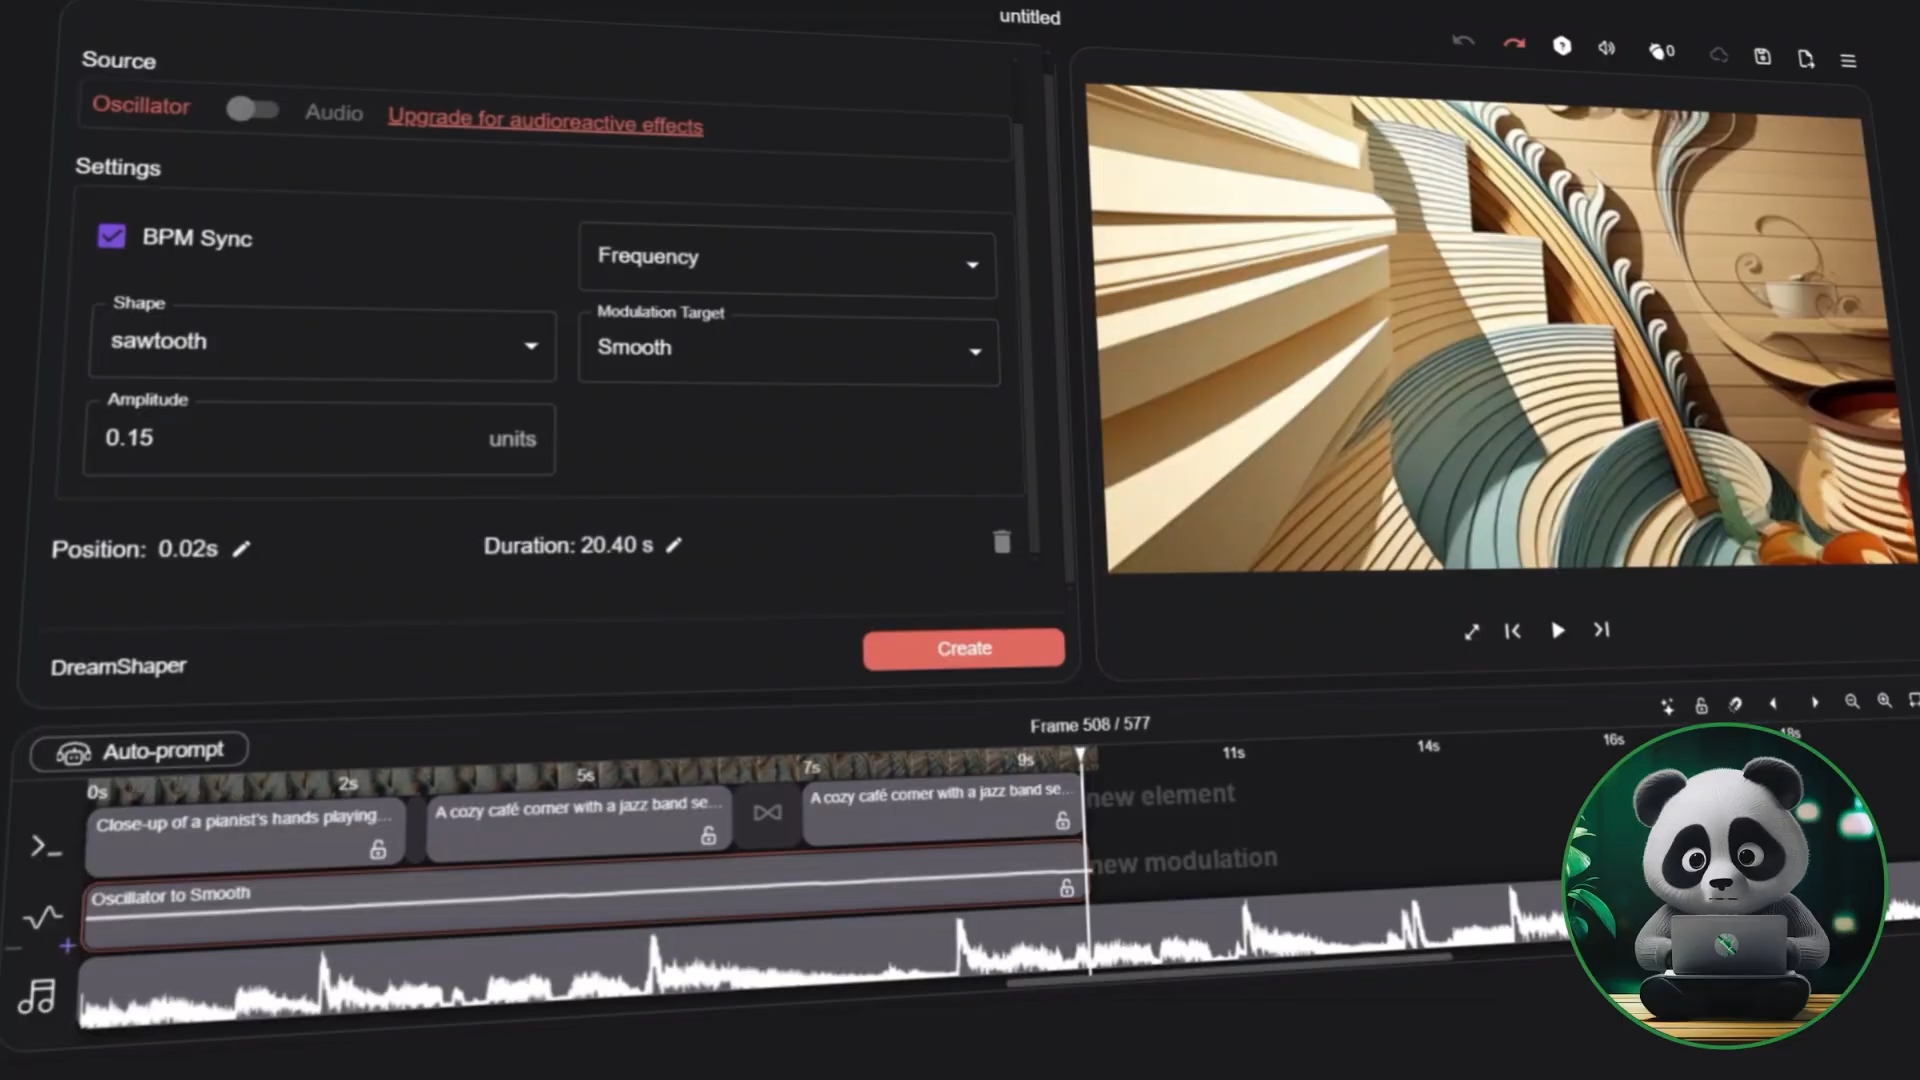 untitled
Source
Oscillator Audio Upgrade for audioreactive effects
0
Settings
BPM Sync
Frequency
Shape
sawtooth
Modulation Target
Smooth
Amplitude
0.15 units
Position: 0.02s
Duration: 20.40 s
DreamShaper
Create
Frame 508 / 577
Auto-prompt
0s 2s 5s 7s 9s 11s 14s 16s 18s
Close-up of a pianist's hands playing...
A cozy café corner with a jazz band se...
A cozy café corner with a jazz band se...
new element
Oscillator to Smooth
new modulation